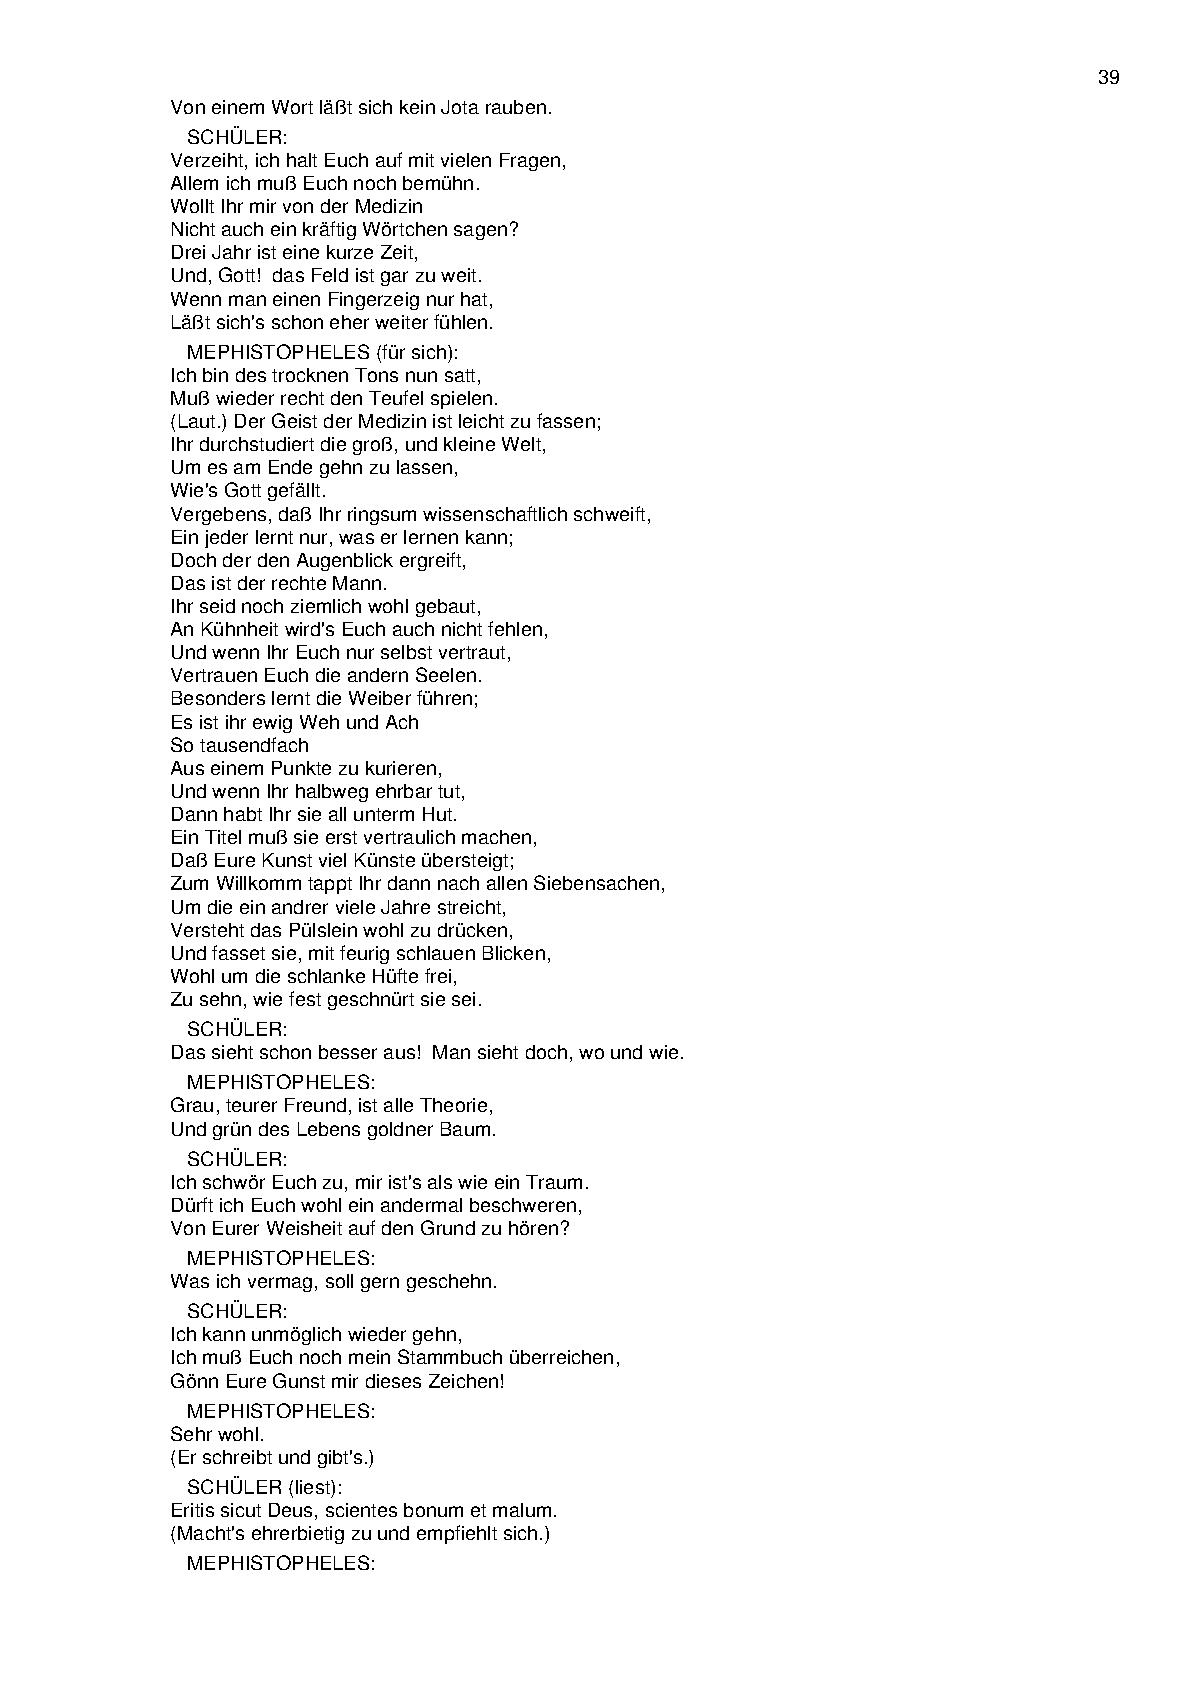 39
Von einem Wort läßt sich kein Jota rauben.
SCHÜLER:
Verzeiht, ich halt Euch auf mit vielen Fragen,
Allem ich muß Euch noch bemühn.
Wollt Ihr mir von der Medizin
Nicht auch ein kräftig Wörtchen sagen?
Drei Jahr ist eine kurze Zeit,
Und, Gott!  das Feld ist gar zu weit.
Wenn man einen Fingerzeig nur hat,
Läßt sich's schon eher weiter fühlen.
MEPHISTOPHELES (für sich):
Ich bin des trocknen Tons nun satt,
Muß wieder recht den Teufel spielen.
(Laut.) Der Geist der Medizin ist leicht zu fassen;
Ihr durchstudiert die groß, und kleine Welt,
Um es am Ende gehn zu lassen,
Wie's Gott gefällt.
Vergebens, daß Ihr ringsum wissenschaftlich schweift,
Ein jeder lernt nur, was er lernen kann;
Doch der den Augenblick ergreift,
Das ist der rechte Mann.
Ihr seid noch ziemlich wohl gebaut,
An Kühnheit wird's Euch auch nicht fehlen,
Und wenn Ihr Euch nur selbst vertraut,
Vertrauen Euch die andern Seelen.
Besonders lernt die Weiber führen;
Es ist ihr ewig Weh und Ach
So tausendfach
Aus einem Punkte zu kurieren,
Und wenn Ihr halbweg ehrbar tut,
Dann habt Ihr sie all unterm Hut.
Ein Titel muß sie erst vertraulich machen,
Daß Eure Kunst viel Künste übersteigt;
Zum Willkomm tappt Ihr dann nach allen Siebensachen,
Um die ein andrer viele Jahre streicht,
Versteht das Pülslein wohl zu drücken,
Und fasset sie, mit feurig schlauen Blicken,
Wohl um die schlanke Hüfte frei,
Zu sehn, wie fest geschnürt sie sei.
SCHÜLER:
Das sieht schon besser aus!  Man sieht doch, wo und wie.
MEPHISTOPHELES:
Grau, teurer Freund, ist alle Theorie,
Und grün des Lebens goldner Baum.
SCHÜLER:
Ich schwör Euch zu, mir ist's als wie ein Traum.
Dürft ich Euch wohl ein andermal beschweren,
Von Eurer Weisheit auf den Grund zu hören?
MEPHISTOPHELES:
Was ich vermag, soll gern geschehn.
SCHÜLER:
Ich kann unmöglich wieder gehn,
Ich muß Euch noch mein Stammbuch überreichen,
Gönn Eure Gunst mir dieses Zeichen!
MEPHISTOPHELES:
Sehr wohl.
(Er schreibt und gibt's.)
SCHÜLER (liest):
Eritis sicut Deus, scientes bonum et malum.
(Macht's ehrerbietig zu und empfiehlt sich.)
MEPHISTOPHELES: